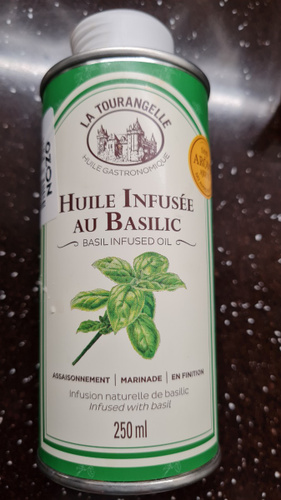 LA TOURANGELLE
HUILE GASTRONOMIQUE
NOZO
HUILE INFUSÉE
AU BASILIC
BASIL INFUSED OIL
ASSAISONNEMENT | MARINADE | EN FINITION
Infusion naturelle de basilic
Infused with basil
250 ml